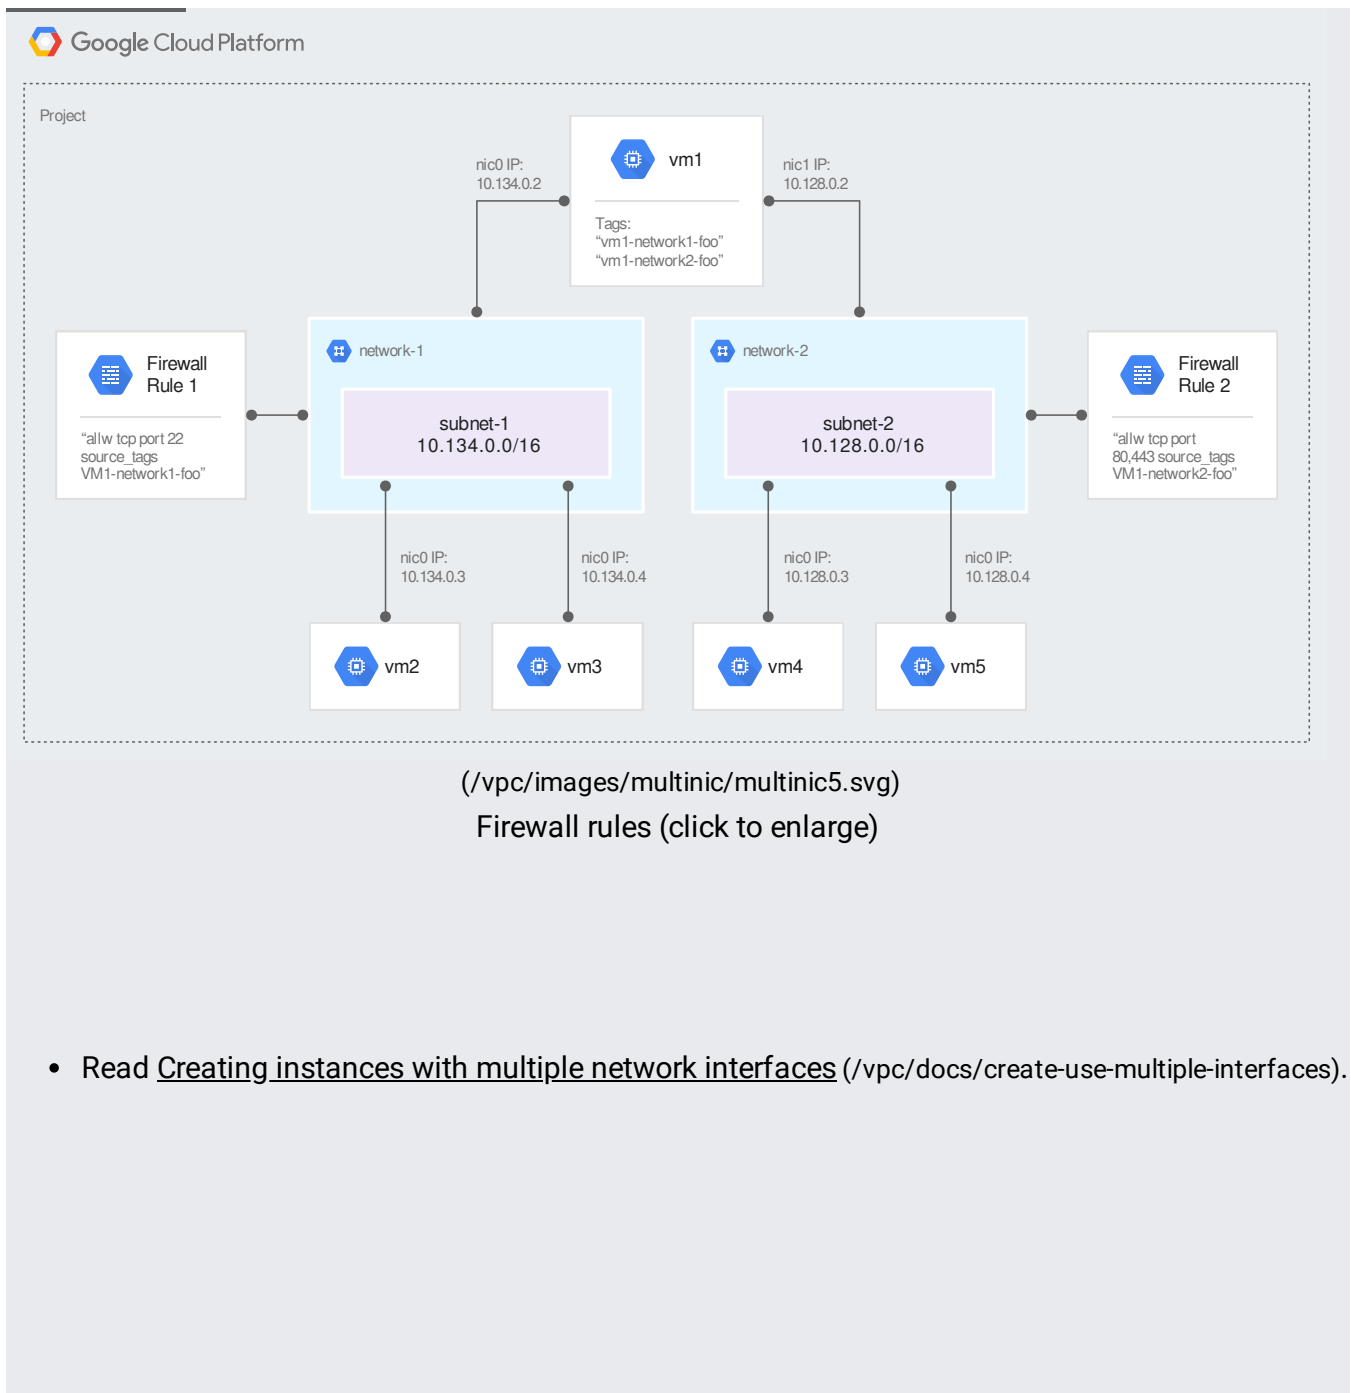 Google Cloud Platform
Project
nic0 IP:
10.134.0.2
vm1
nic1 IP:
10.128.0.2
Tags:
“vm1-network1-foo”
“vm1-network2-foo”
Firewall
Rule 1
“allw tcp port 22
source_tags
VM1-network1-foo”
network-1
subnet-1
10.134.0.0/16
network-2
subnet-2
10.128.0.0/16
Firewall
Rule 2
“allw tcp port
80,443 source_tags
VM1-network2-foo”
nic0 IP:
10.134.0.3
nic0 IP:
10.134.0.4
nic0 IP:
10.128.0.3
nic0 IP:
10.128.0.4
vm2
vm3
vm4
vm5
(/vpc/images/multinic/multinic5.svg)
Firewall rules (click to enlarge)
• Read Creating instances with multiple network interfaces (/vpc/docs/create-use-multiple-interfaces).